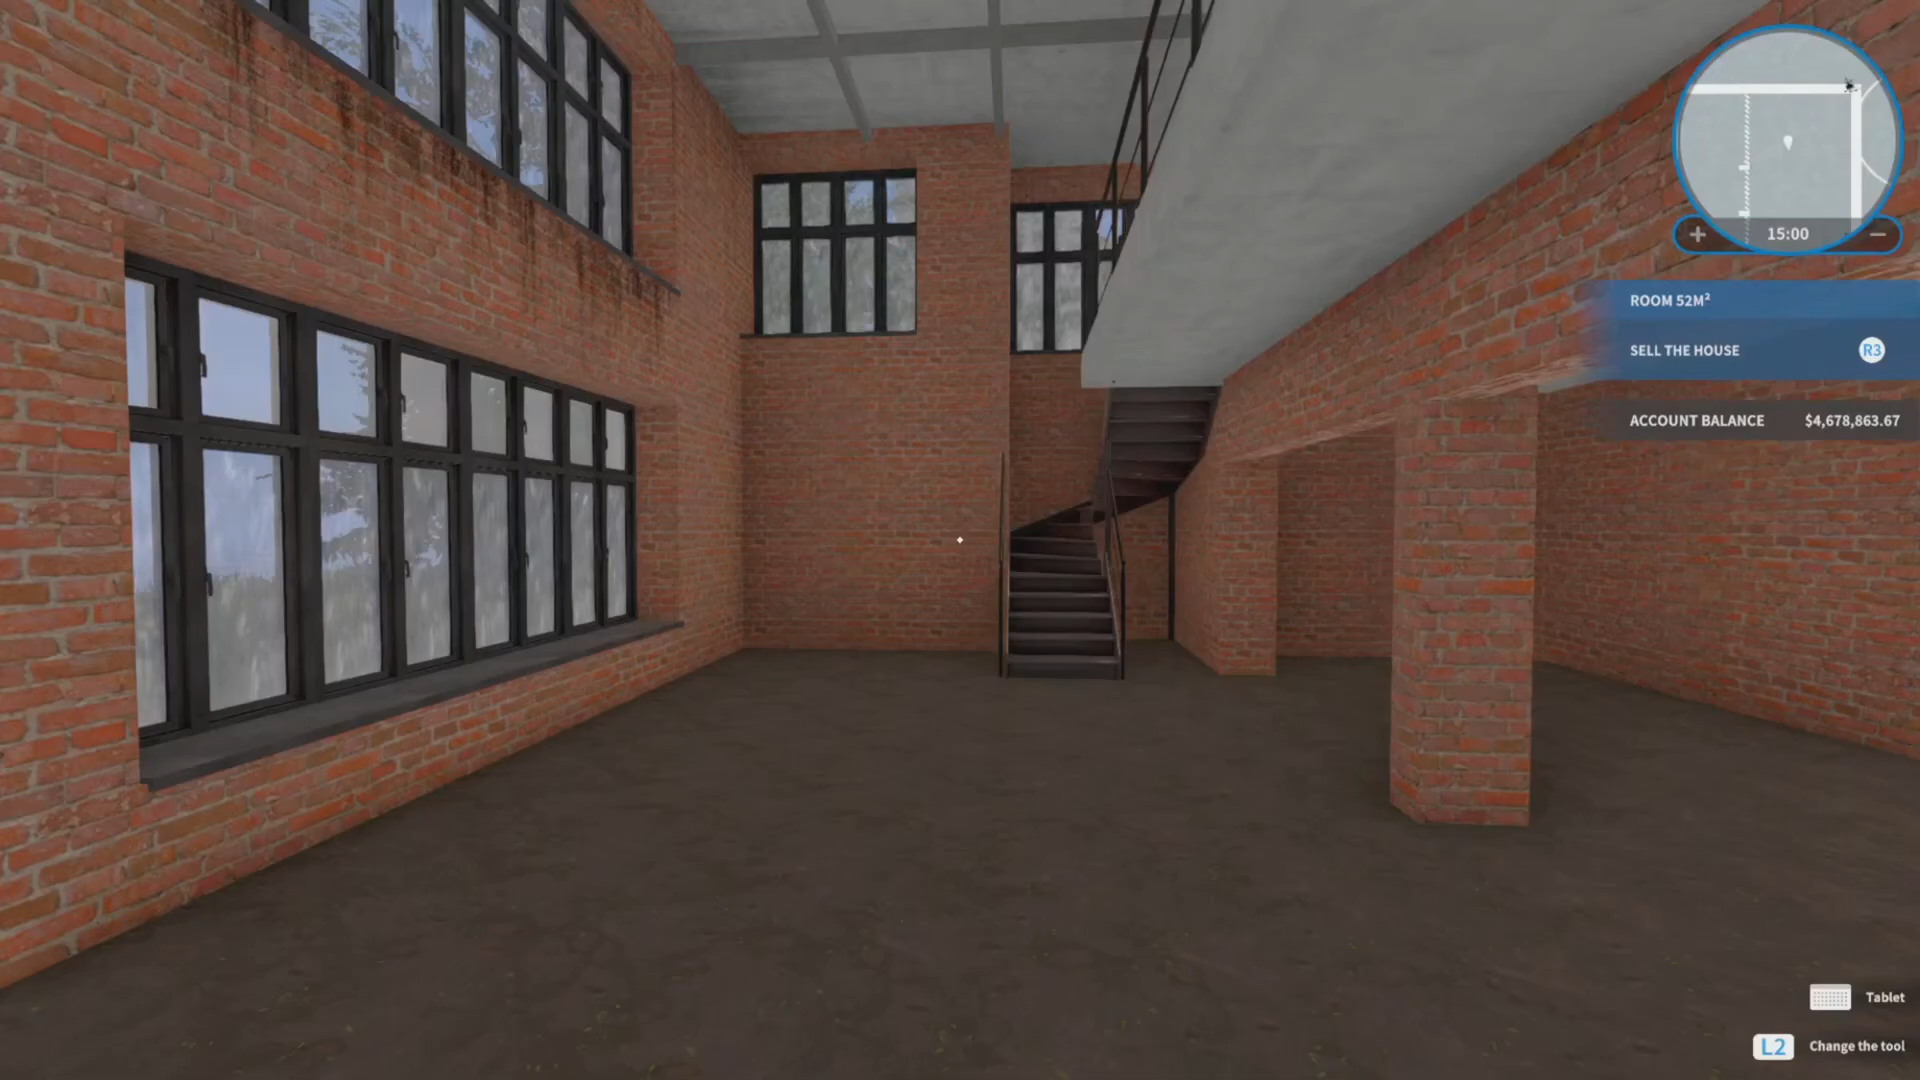 15:00
ROOM 52M²
SELL THE HOUSE R3
ACCOUNT BALANCE $4,678,863.67
Tablet
L2 Change the tool